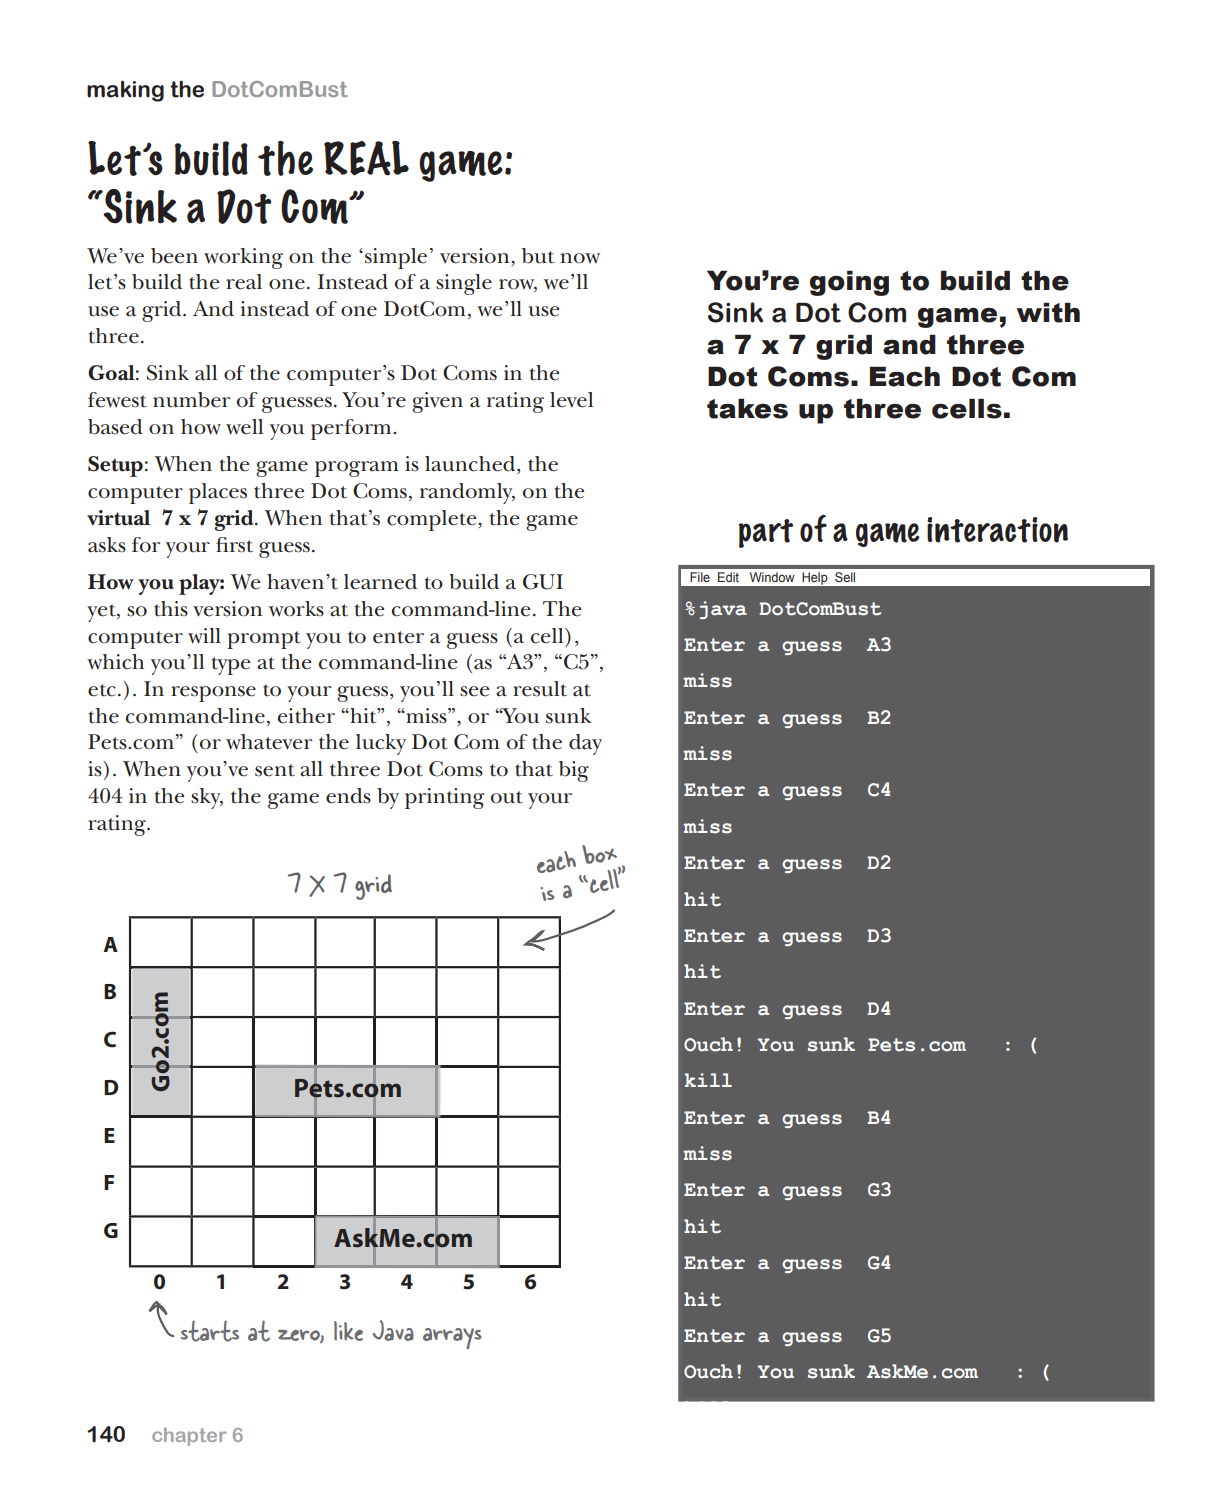 making the DotComBust
Let's build the REAL game:
“Sink a Dot Com”
We’ve been working on the ‘simple’ version, but now
let’s build the real one. Instead of a single row, we’ll
use a grid. And instead of one DotCom, we’ll use
three.
Goal: Sink all of the computer’s Dot Coms in the
fewest number of guesses. You’re given a rating level
based on how well you perform.
Setup: When the game program is launched, the
computer places three Dot Coms, randomly, on the
virtual 7 x 7 grid. When that’s complete, the game
asks for your first guess.
How you play: We haven’t learned to build a GUI
yet, so this version works at the command-line. The
computer will prompt you to enter a guess (a cell),
which you’ll type at the command-line (as “A3”, “C5”,
etc.). In response to your guess, you’ll see a result at
the command-line, either “hit”, “miss”, or “You sunk
Pets.com” (or whatever the lucky Dot Com of the day
is). When you’ve sent all three Dot Coms to that big
404 in the sky, the game ends by printing out your
rating.
7 X 7 grid
each box
is a “cell”
A
B
C
D
E
F
G
Go2.com
Pets.com
AskMe.com
0 1 2 3 4 5 6
starts at zero, like Java arrays
You’re going to build the
Sink a Dot Com game, with
a 7 x 7 grid and three
Dot Coms. Each Dot Com
takes up three cells.
part of a game interaction
File Edit Window Help Sell
%java DotComBust
Enter a guess A3
miss
Enter a guess B2
miss
Enter a guess C4
miss
Enter a guess D2
hit
Enter a guess D3
hit
Enter a guess D4
Ouch! You sunk Pets.com : (
kill
Enter a guess B4
miss
Enter a guess G3
hit
Enter a guess G4
hit
Enter a guess G5
Ouch! You sunk AskMe.com : (
140 chapter 6